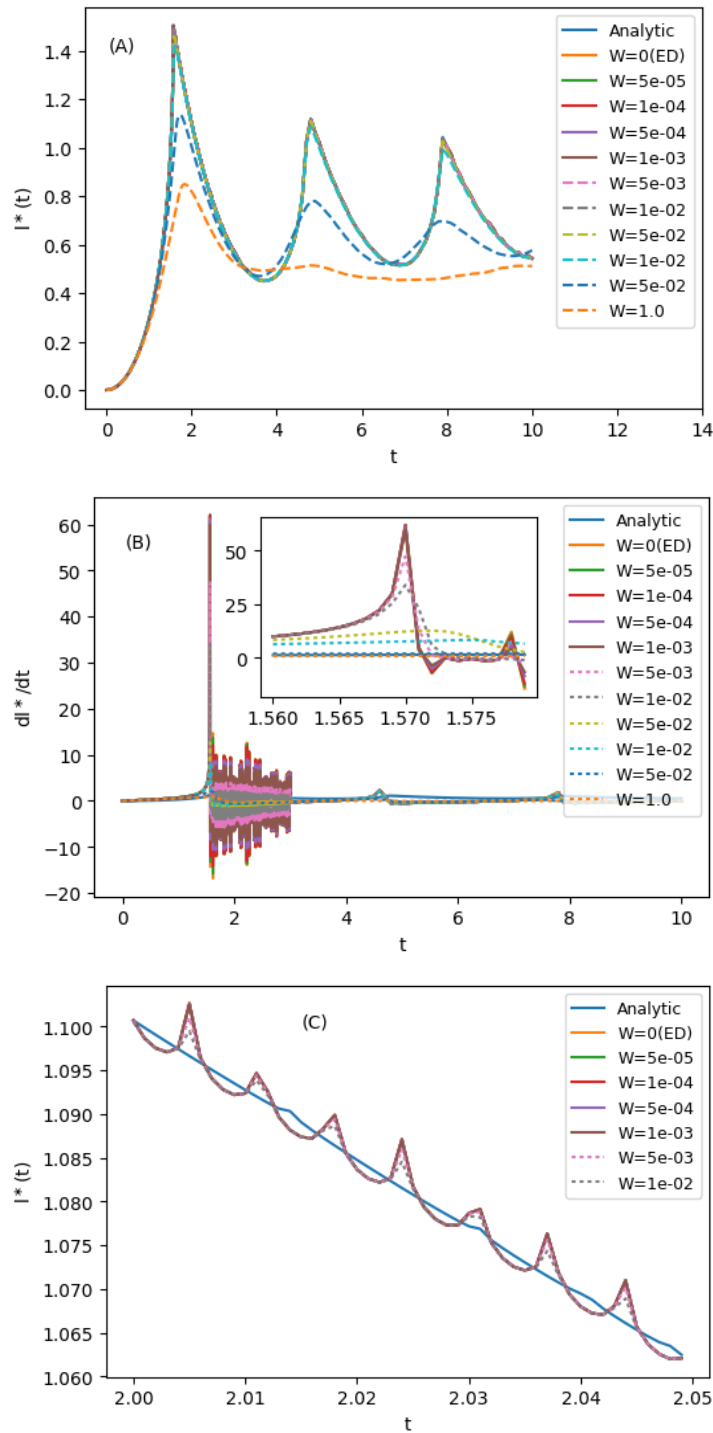 (A)
I*(t)
1.4
1.2
1.0
0.8
0.6
0.4
0.2
0.0
0 2 4 6 8 10 12 14
t
Analytic
W=0(ED)
W=5e-05
W=1e-04
W=5e-04
W=1e-03
W=5e-03
W=1e-02
W=5e-02
W=1e-02
W=5e-02
W=1.0
(B)
dI*/dt
60
50
40
30
20
10
0
−10
−20
0 2 4 6 8 10
t
50
25
0
1.560 1.565 1.570 1.575
Analytic
W=0(ED)
W=5e-05
W=1e-04
W=5e-04
W=1e-03
W=5e-03
W=1e-02
W=5e-02
W=1e-02
W=5e-02
W=1.0
(C)
I*(t)
1.100
1.095
1.090
1.085
1.080
1.075
1.070
1.065
1.060
2.00 2.01 2.02 2.03 2.04 2.05
t
Analytic
W=0(ED)
W=5e-05
W=1e-04
W=5e-04
W=1e-03
W=5e-03
W=1e-02